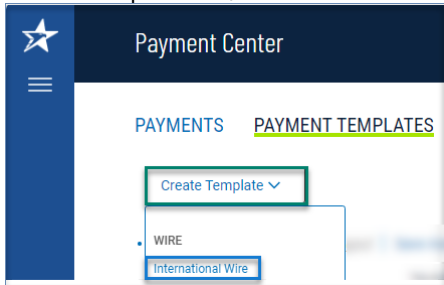 Payment Center
PAYMENTS PAYMENT TEMPLATES
Create Template
WIRE
International Wire